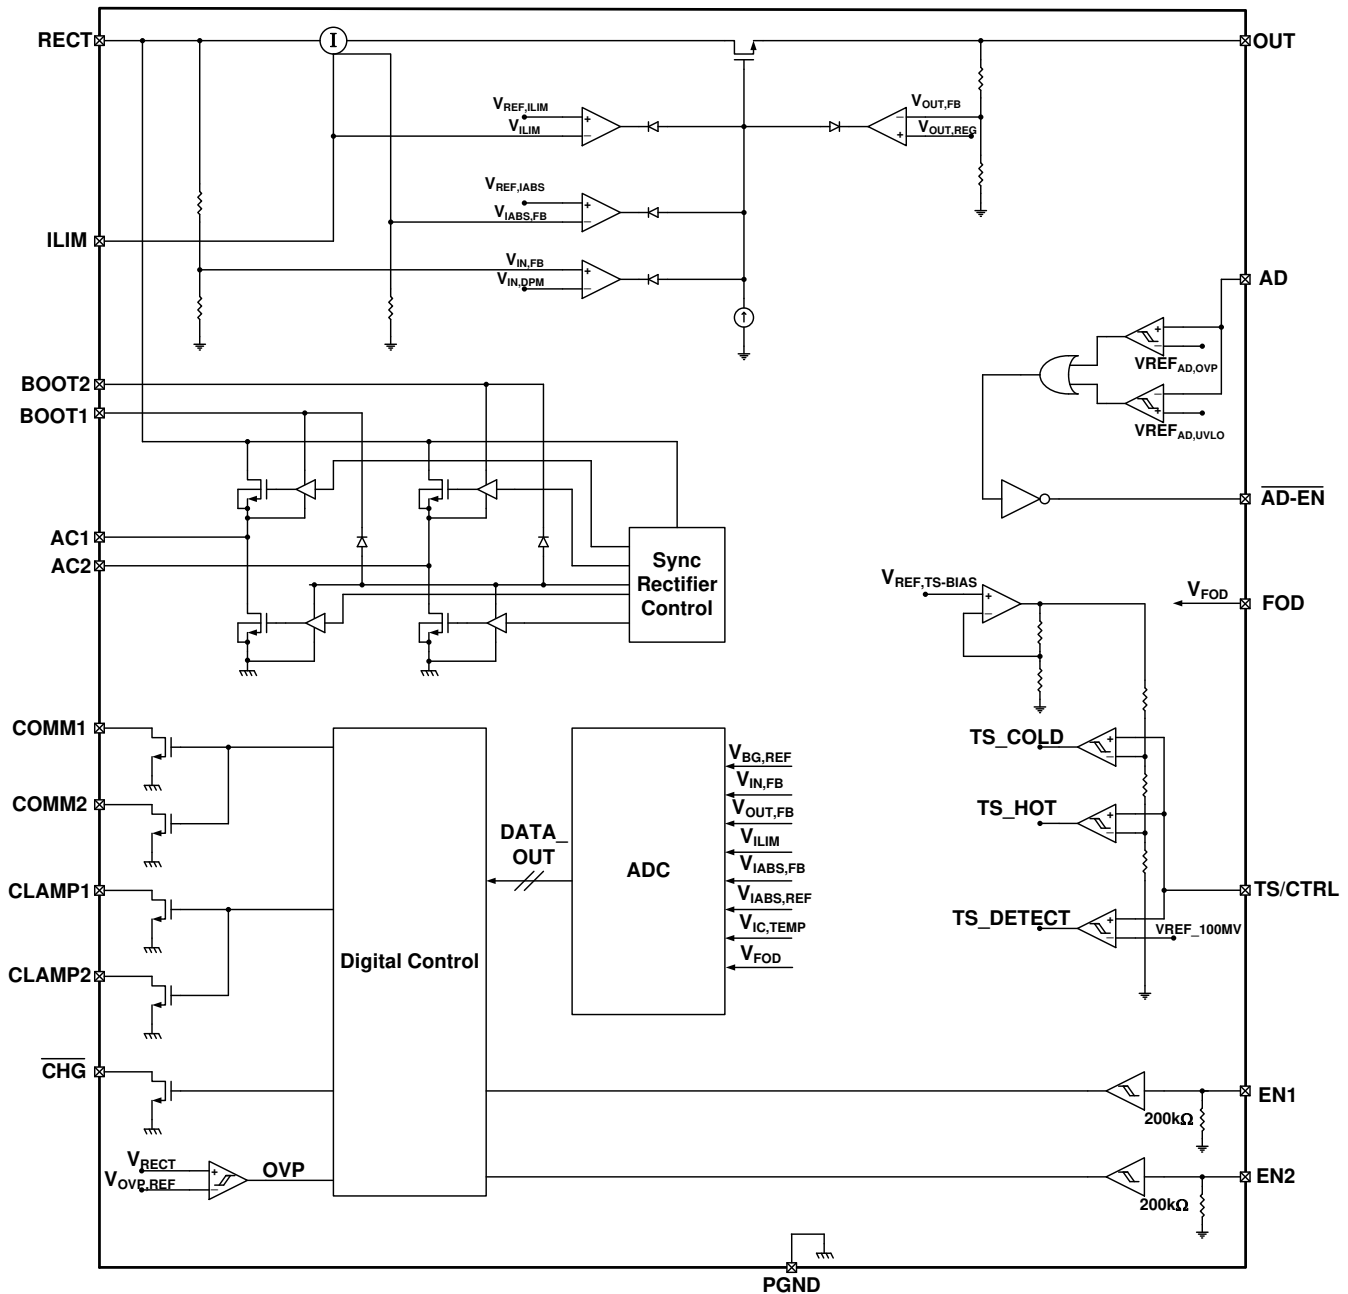 RECT
I
OUT
VREF,ILIM
VILIM
VOUT,FB
VOUT,REG
VREF,IABS
VIABS,FB
ILIM
VIN,FB
VIN,DPM
AD
VREFAD,OVP
VREFAD,UVLO
BOOT2
BOOT1
AD-EN
AC1
AC2
Sync
Rectifier
Control
VREF,TS-BIAS
VFOD
FOD
COMM1
COMM2
CLAMP1
CLAMP2
CHG
Digital Control
DATA_
OUT
ADC
VBG,REF
VIN,FB
VOUT,FB
VILIM
VIABS,FB
VIABS,REF
VIC,TEMP
VFOD
TS_COLD
TS_HOT
TS_DETECT
VREF_100MV
TS/CTRL
EN1
200kΩ
VRECT
VOVP,REF
OVP
EN2
200kΩ
PGND